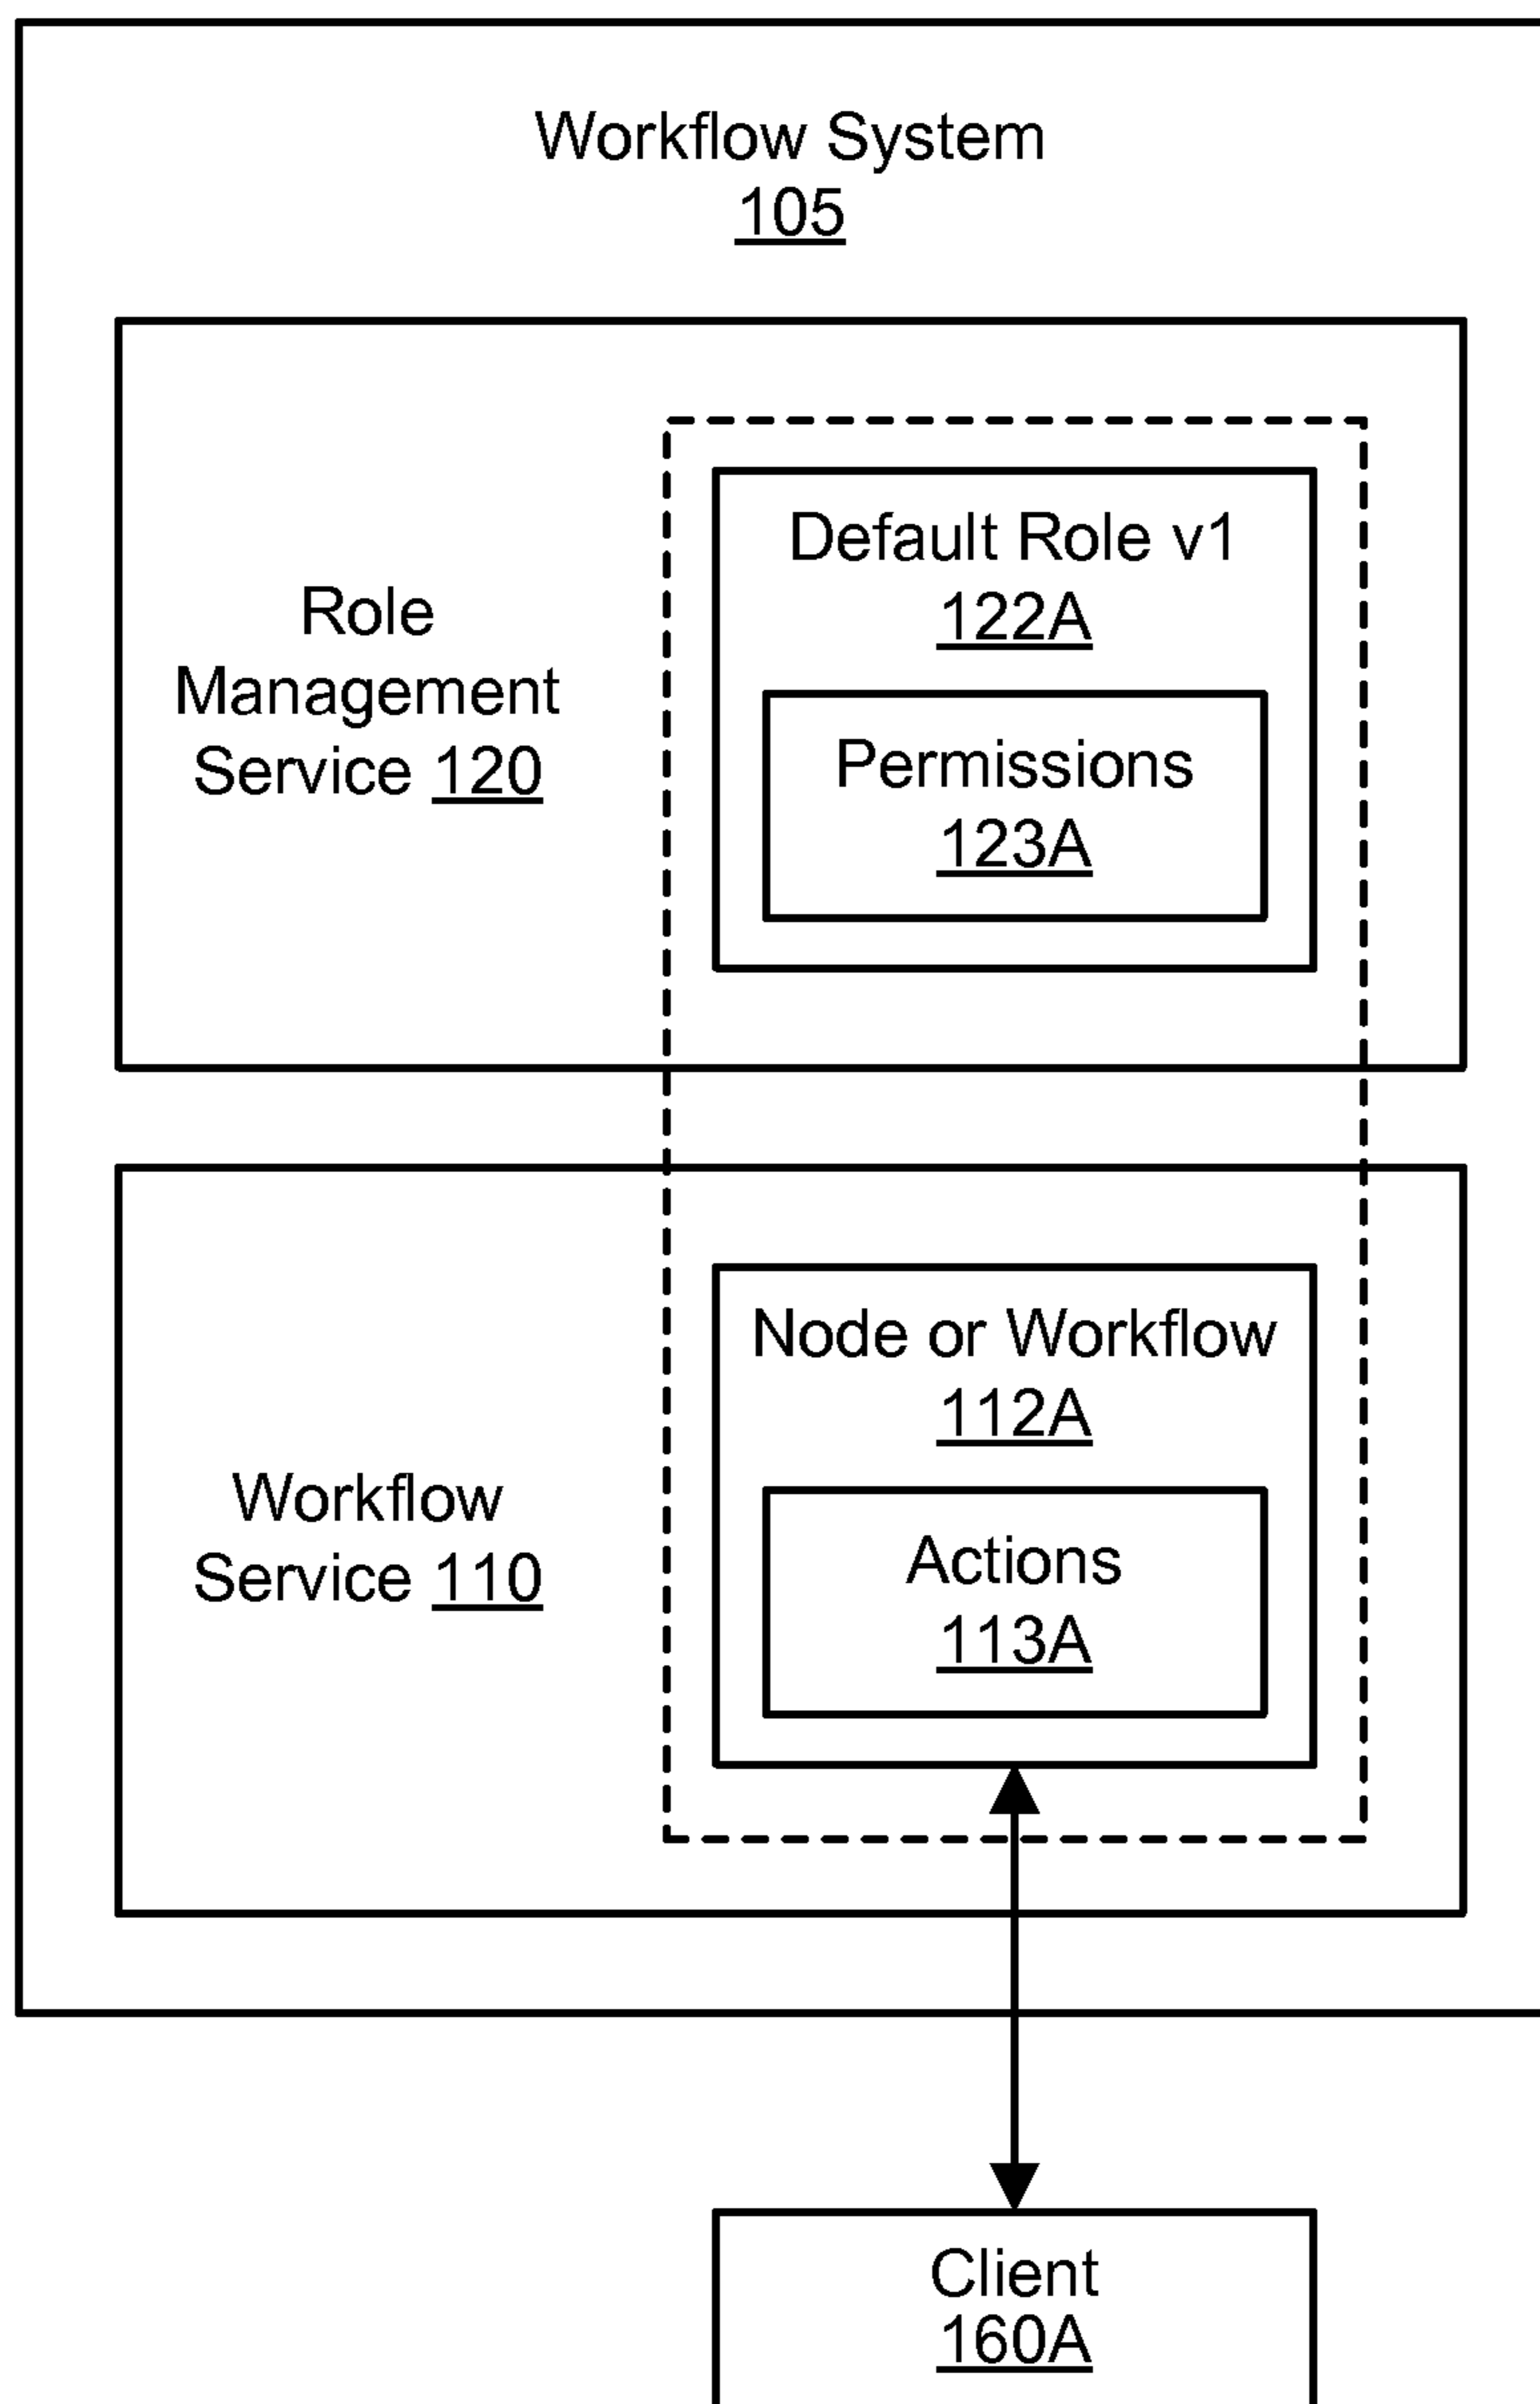 Workflow System
105
Default Role v1
122A
Role
Management
Service 120
Permissions
123A
Node or Workflow
112A
Workflow
Service 110
Actions
113A
Client
160A